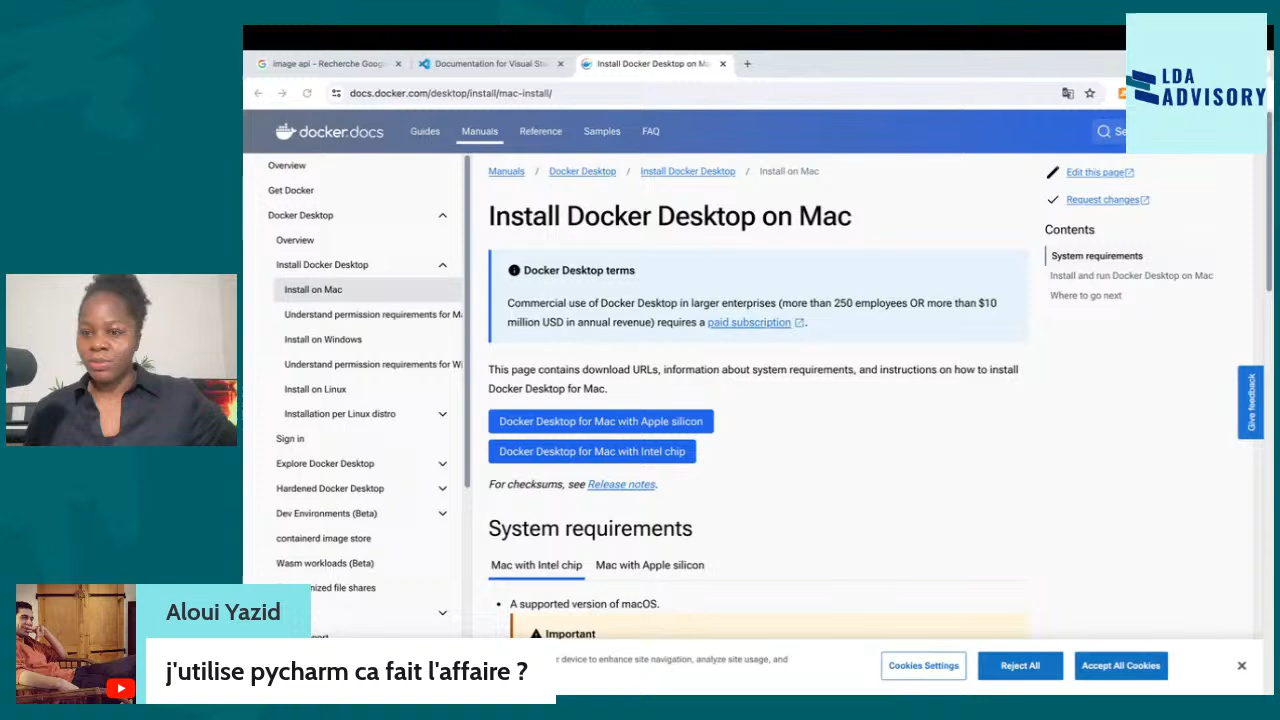 image api - Recherche Goog
Documentation for Visual Stu
Install Docker Desktop on Ma
docs.docker.com/desktop/install/mac-install/
LDA
ADVISORY
docker.docs
Guides
Manuals
Reference
Samples
FAQ
Se
Overview
Get Docker
Docker Desktop
Overview
Install Docker Desktop
Install on Mac
Understand permission requirements for Ma
Install on Windows
Understand permission requirements for Wi
Install on Linux
Installation per Linux distro
Sign in
Explore Docker Desktop
Hardened Docker Desktop
Dev Environments (Beta)
containerd image store
Wasm workloads (Beta)
nized file shares
Manuals / Docker Desktop / Install Docker Desktop / Install on Mac
Install Docker Desktop on Mac
Docker Desktop terms
Commercial use of Docker Desktop in larger enterprises (more than 250 employees OR more than $10
million USD in annual revenue) requires a paid subscription.
This page contains download URLs, information about system requirements, and instructions on how to install
Docker Desktop for Mac.
Docker Desktop for Mac with Apple silicon
Docker Desktop for Mac with Intel chip
For checksums, see Release notes.
System requirements
Mac with Intel chip
Mac with Apple silicon
• A supported version of macOS.
Important
Edit this page
Request changes
Contents
System requirements
Install and run Docker Desktop on Mac
Where to go next
Give feedback
r device to enhance site navigation, analyze site usage, and
Cookies Settings
Reject All
Accept All Cookies
Aloui Yazid
j'utilise pycharm ca fait l'affaire ?